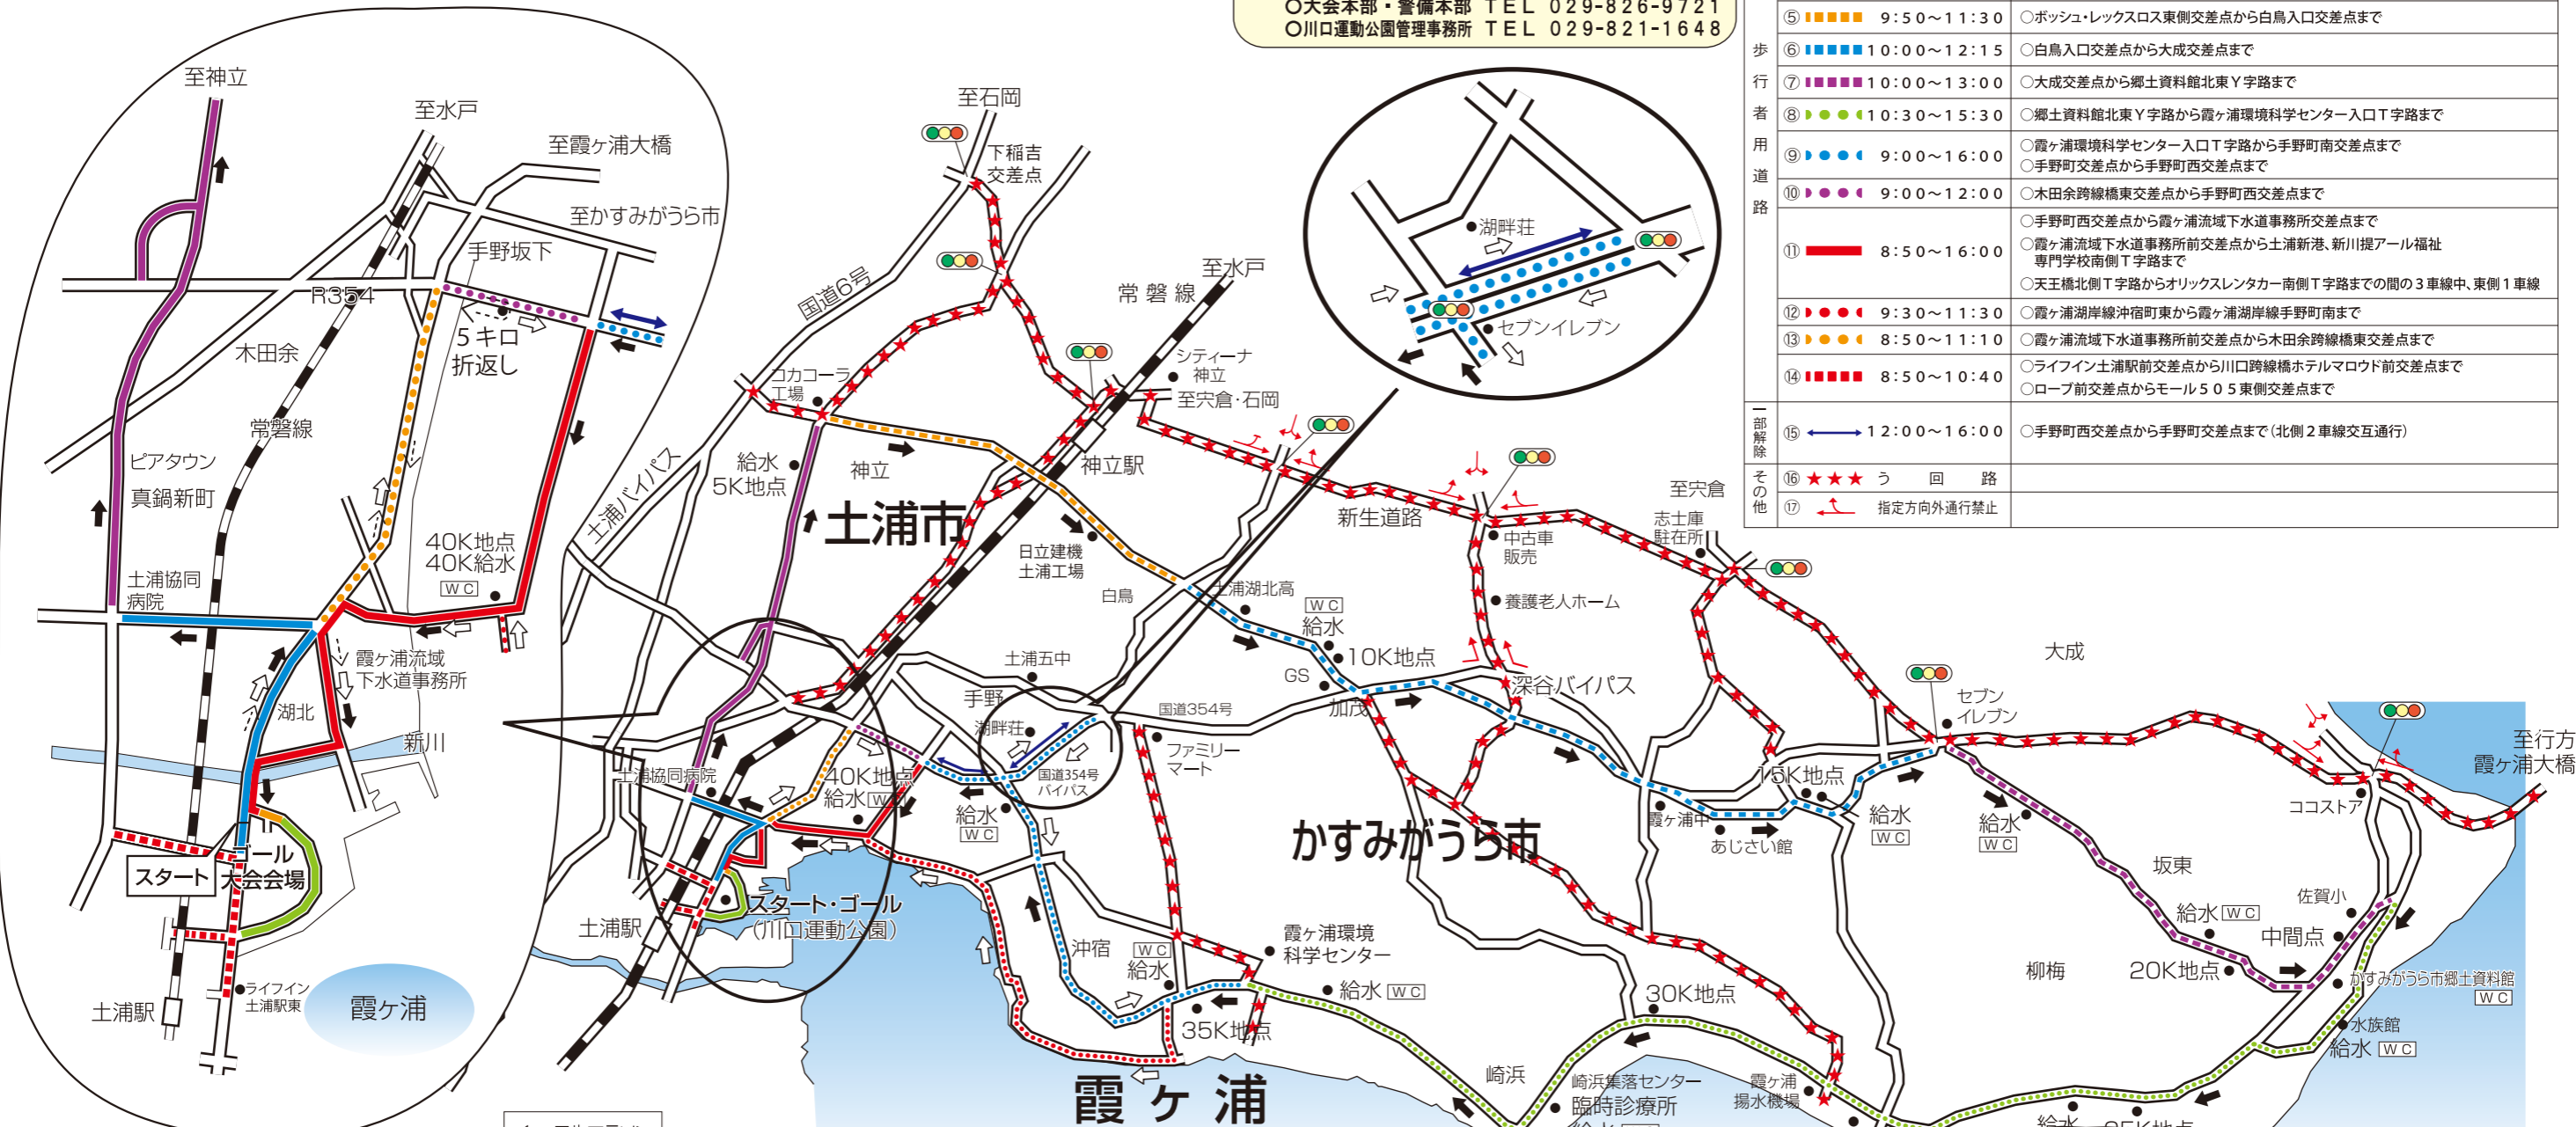 ○大会本部・警備本部 TEL 029-826-9721
○川口運動公園管理事務所 TEL 029-821-1648
歩行者用道路
⑤ 9:50～11:30 ○ボッシュ・レックスロス東側交差点から白鳥入口交差点まで
⑥ 10:00～12:15 ○白鳥入口交差点から大成交差点まで
⑦ 10:00～13:00 ○大成交差点から郷土資料館北東Y字路まで
⑧ 10:30～15:30 ○郷土資料館北東Y字路から霞ヶ浦環境科学センター入口T字路まで
⑨ 9:00～16:00 ○霞ヶ浦環境科学センター入口T字路から手野町南交差点まで
○手野町交差点から手野町西交差点まで
⑩ 9:00～12:00 ○木田余跨線橋東交差点から手野町西交差点まで
⑪ 8:50～16:00 ○手野町西交差点から霞ヶ浦流域下水道事務所交差点まで
○霞ヶ浦流域下水道事務所前交差点から土浦新港、新川提アール福祉
専門学校南側T字路まで
○天王橋北側T字路からオリックスレンタカー南側T字路までの間の3車線中、東側1車線
⑫ 9:30～11:30 ○霞ヶ浦湖岸線沖宿町東から霞ヶ浦湖岸線手野町南まで
⑬ 8:50～11:10 ○霞ヶ浦流域下水道事務所前交差点から木田余跨線橋東交差点まで
⑭ 8:50～10:40 ○ライフイン土浦駅前交差点から川口跨線橋ホテルマロウド前交差点まで
○ローブ前交差点からモール505東側交差点まで
一部解除
⑮ 12:00～16:00 ○手野町西交差点から手野町交差点まで(北側2車線交互通行)
その他
⑯ ★★★ う回路
⑰ 指定方向外通行禁止
至神立
至水戸
至霞ヶ浦大橋
至かすみがうら市
手野坂下
R354
5キロ
折返し
木田余
常磐線
ピアタウン
真鍋新町
40K地点
40K給水
WC
土浦協同
病院
霞ヶ浦流域
下水道事務所
湖北
新川
ゴール
大会会場
スタート
ライフイン
土浦駅東
土浦駅
霞ヶ浦
至石岡
下稲吉
交差点
国道6号
常磐線
至水戸
コカコーラ
工場
シティーナ
神立
至宍倉・石岡
湖畔荘
セブンイレブン
土浦バイパス
給水
5K地点
神立
神立駅
土浦市
日立建機
土浦工場
白鳥
土浦湖北高
新生道路
中古車
販売
至宍倉
志士庫
駐在所
養護老人ホーム
WC
給水
10K地点
GS
加茂
深谷バイパス
大成
セブン
イレブン
土浦五中
手野
湖畔荘
国道354号
国道354号
バイパス
ファミリー
マート
土浦協同病院
40K地点
給水 WC
給水
WC
15K地点
給水
WC
給水
WC
霞ヶ浦中
あじさい館
かすみがうら市
至行方
霞ヶ浦大橋
ココストア
坂東
佐賀小
給水 WC
中間点
20K地点
柳梅
かすみがうら市郷土資料館
WC
水族館
給水 WC
スタート・ゴール
(川口運動公園)
土浦駅
沖宿
WC
給水
霞ヶ浦環境
科学センター
給水 WC
35K地点
30K地点
霞ヶ浦
崎浜
崎浜集落センター
臨時診療所
霞ヶ浦
揚水機場
給水
25K地点